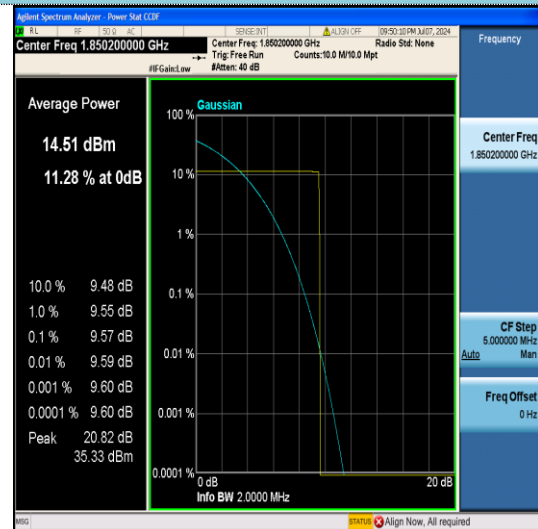 Agilent Spectrum Analyzer - Power Stat CCDF
RL RF 50 Ω AC SENSE:INT ALIGN OFF 09:50:10 PM Jul 07, 2024
Center Freq 1.850200000 GHz
Center Freq: 1.850200000 GHz Radio Std: None
Trig: Free Run Counts:10.0 M/10.0 Mpt
#IFGain:Low #Atten: 40 dB
Frequency
Average Power
14.51 dBm
11.28 % at 0dB
10.0 % 9.48 dB
1.0 % 9.55 dB
0.1 % 9.57 dB
0.01 % 9.59 dB
0.001 % 9.60 dB
0.0001 % 9.60 dB
Peak 20.82 dB
35.33 dBm
Gaussian
100 %
10 %
1 %
0.1 %
0.01 %
0.001 %
0.0001 %
0 dB 20 dB
Info BW 2.0000 MHz
Center Freq
1.850200000 GHz
CF Step
5.000000 MHz
Auto Man
Freq Offset
0 Hz
MSG STATUS Align Now, All required